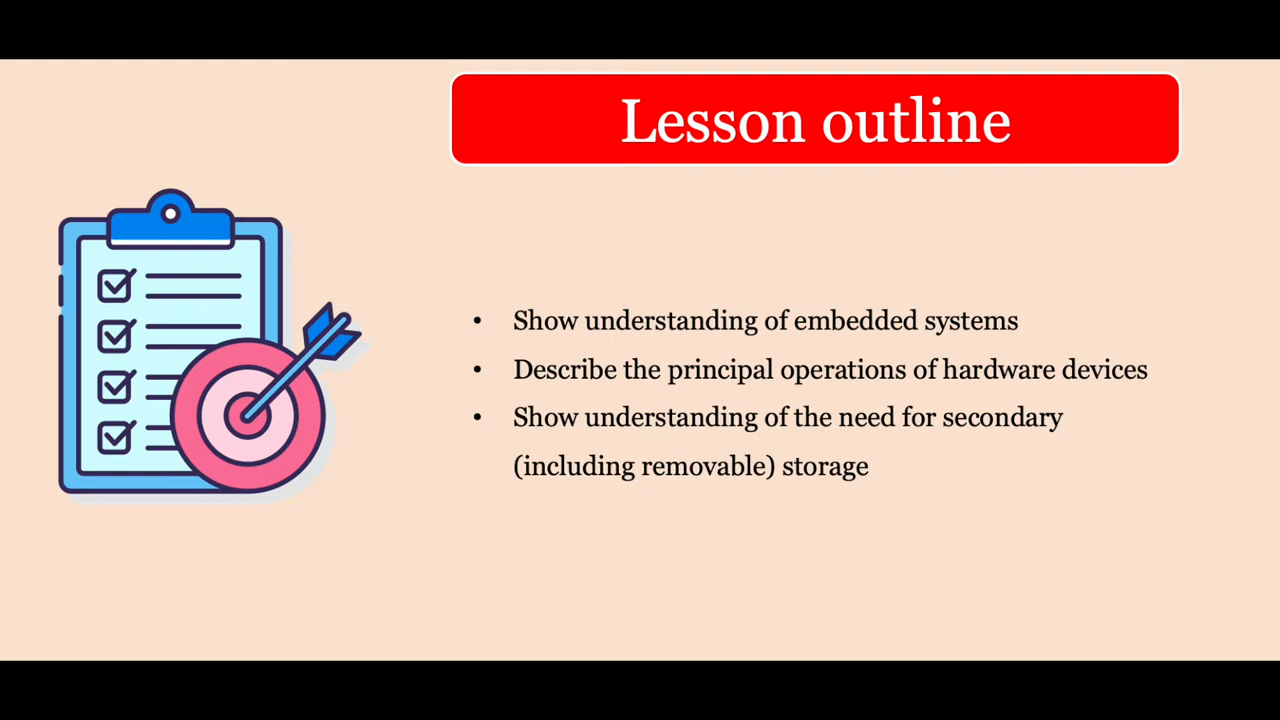 Lesson outline
• Show understanding of embedded systems
• Describe the principal operations of hardware devices
• Show understanding of the need for secondary
(including removable) storage